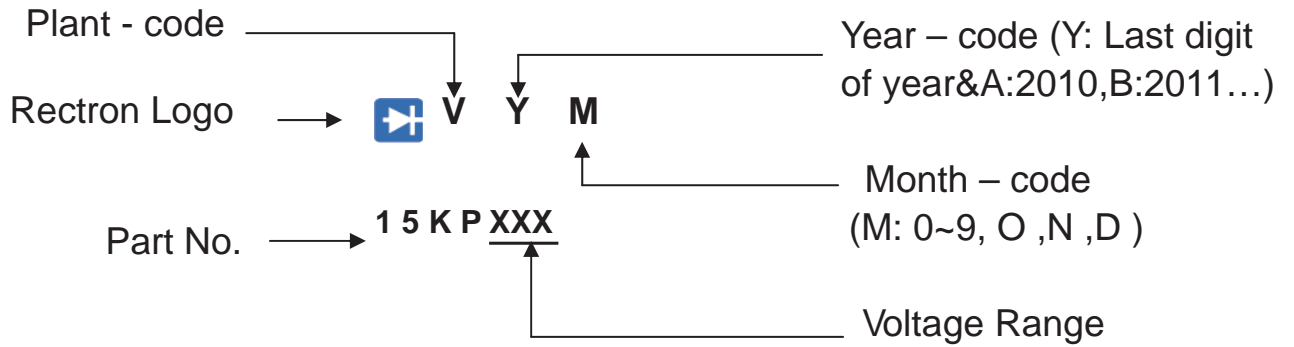 Plant - code
Year – code (Y: Last digit
of year&A:2010,B:2011…)
Rectron Logo
V Y M
Month – code
(M: 0~9, O ,N ,D )
1 5 K P XXX
Part No.
Voltage Range